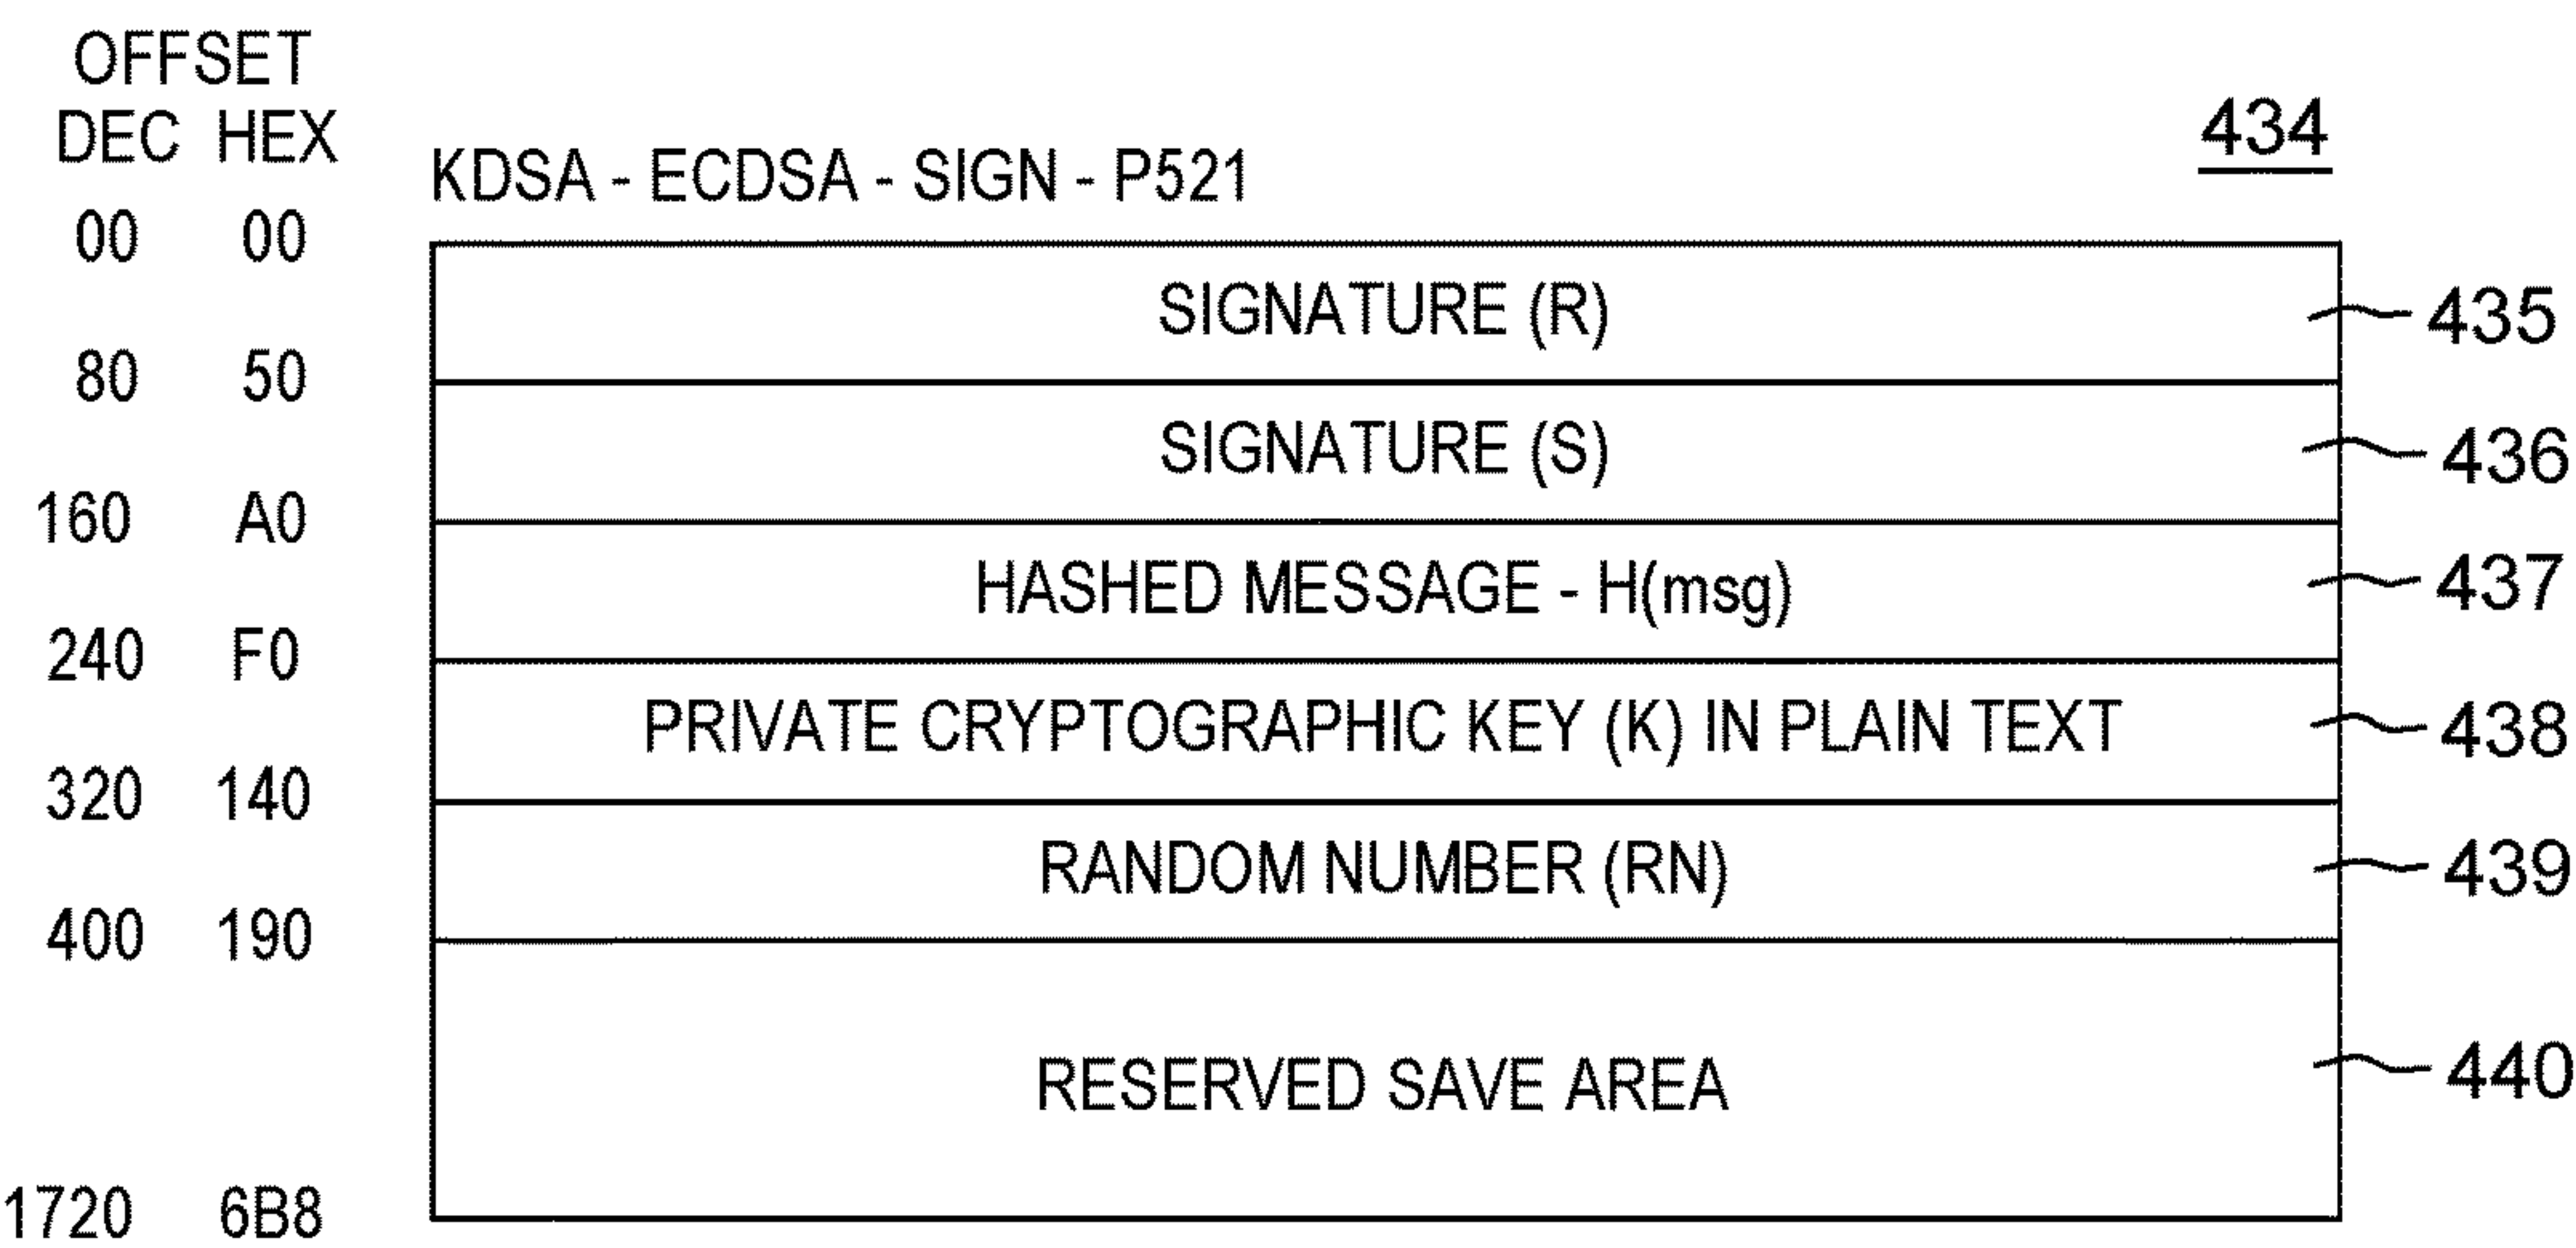 OFFSET
DEC HEX
KDSA - ECDSA - SIGN - P521
434
00 00
SIGNATURE (R)
435
80 50
SIGNATURE (S)
436
160 A0
HASHED MESSAGE - H(msg)
437
240 F0
PRIVATE CRYPTOGRAPHIC KEY (K) IN PLAIN TEXT
438
320 140
RANDOM NUMBER (RN)
439
400 190
RESERVED SAVE AREA
440
1720 6B8